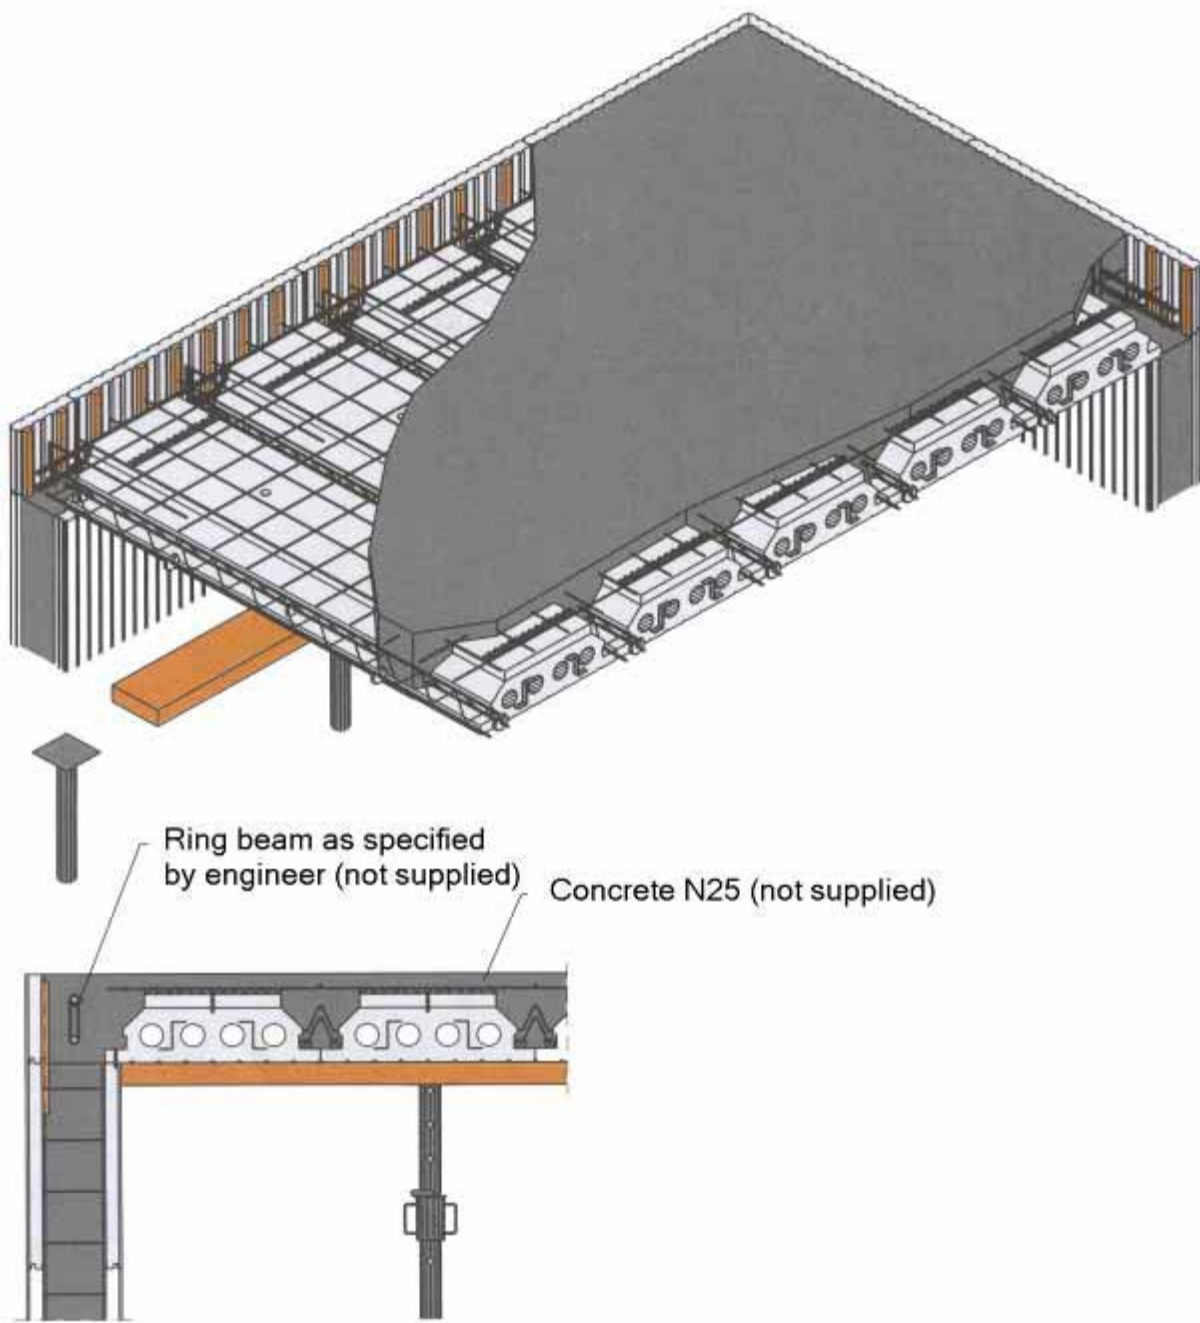 Ring beam as specified
by engineer (not supplied)
Concrete N25 (not supplied)